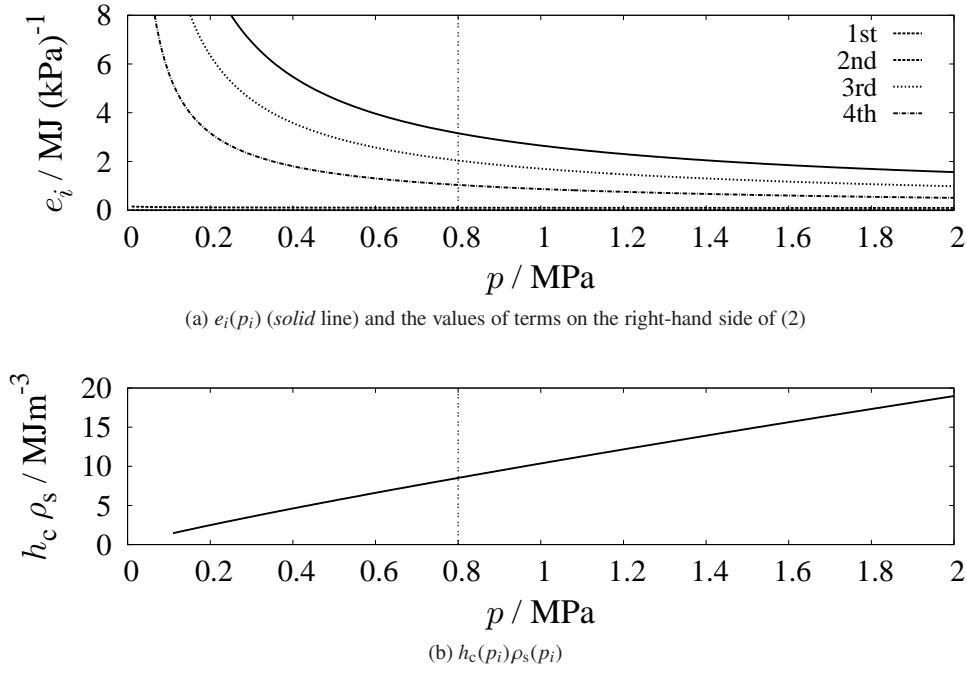 8
6
4
2
0
e_i / MJ (kPa)^-1
1st
2nd
3rd
4th
0 0.2 0.4 0.6 0.8 1 1.2 1.4 1.6 1.8 2
p / MPa
(a) e_i(p_i) (solid line) and the values of terms on the right-hand side of (2)
20
15
10
5
0
h_c ρ_s / MJm^-3
0 0.2 0.4 0.6 0.8 1 1.2 1.4 1.6 1.8 2
p / MPa
(b) h_c(p_i)ρ_s(p_i)